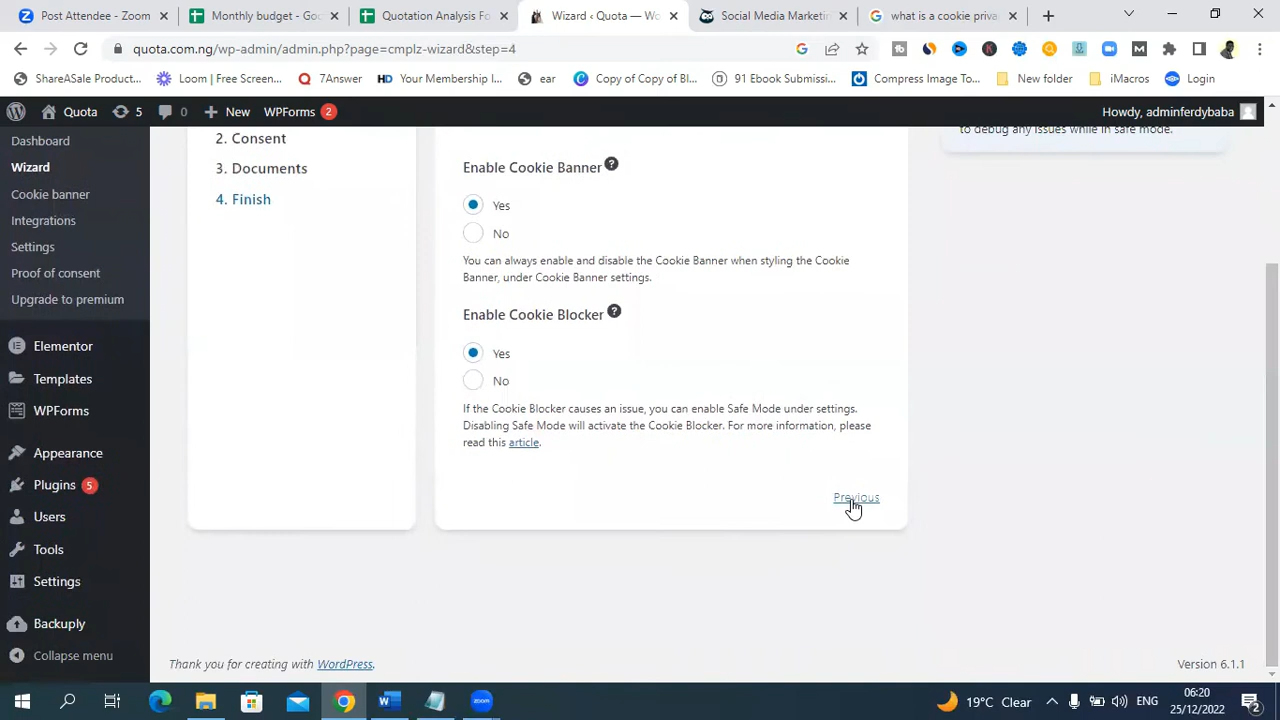 Post Attendee - Zoom
Monthly budget - Goo
Quotation Analysis Fo
Wizard ‹ Quota — Wo
Social Media Marketin
what is a cookie priva
quota.com.ng/wp-admin/admin.php?page=cmplz-wizard&step=4
ShareASale Product...
Loom | Free Screen...
7Answer
Your Membership I...
ear
Copy of Copy of Bl...
91 Ebook Submissi...
Compress Image To...
New folder
iMacros
Login
Quota
5
0
New
WPForms 2
Howdy, adminferdybaba
Dashboard
Wizard
Cookie banner
Integrations
Settings
Proof of consent
Upgrade to premium
Elementor
Templates
WPForms
Appearance
Plugins 5
Users
Tools
Settings
Backuply
Collapse menu
2. Consent
3. Documents
4. Finish
to debug any issues while in safe mode.
Enable Cookie Banner ?
Yes
No
You can always enable and disable the Cookie Banner when styling the Cookie
Banner, under Cookie Banner settings.
Enable Cookie Blocker ?
Yes
No
If the Cookie Blocker causes an issue, you can enable Safe Mode under settings.
Disabling Safe Mode will activate the Cookie Blocker. For more information, please
read this article.
Previous
Thank you for creating with WordPress.
Version 6.1.1
19°C Clear
ENG
06:20
25/12/2022
2